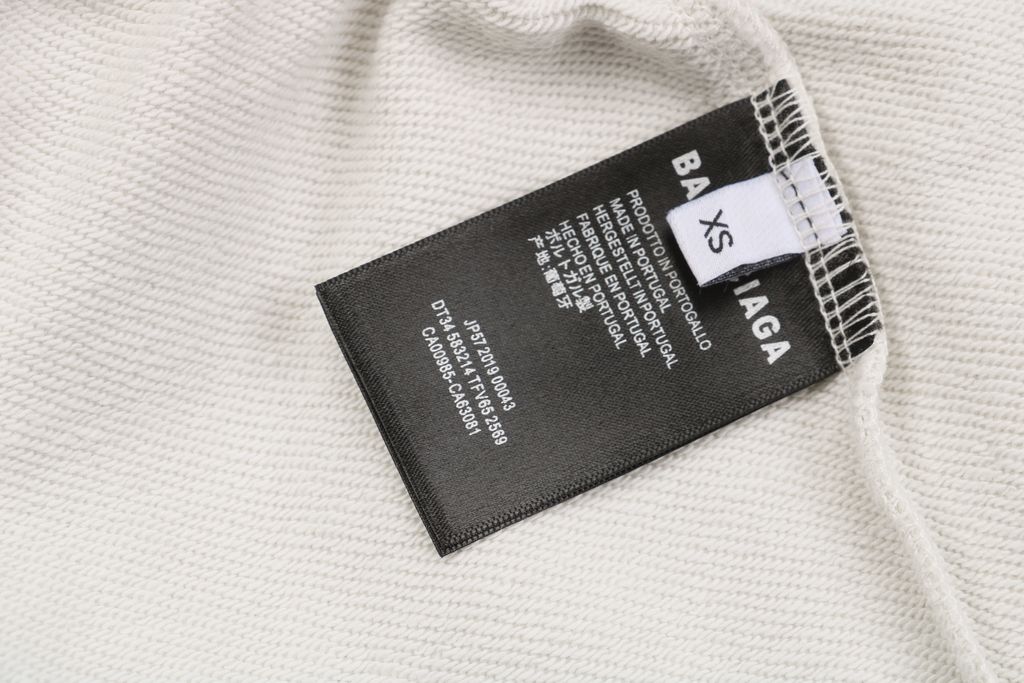 BA IAGA
XS
PRODOTTO IN PORTOGALLO
MADE IN PORTUGAL
HERGESTELLT IN PORTUGAL
FABRIQUE EN PORTUGAL
HECHO EN PORTUGAL
ポルトガル製
产地:葡萄牙
JP57 2019 00043
DT34 583214 TFV65 2569
CA00985-CA63081